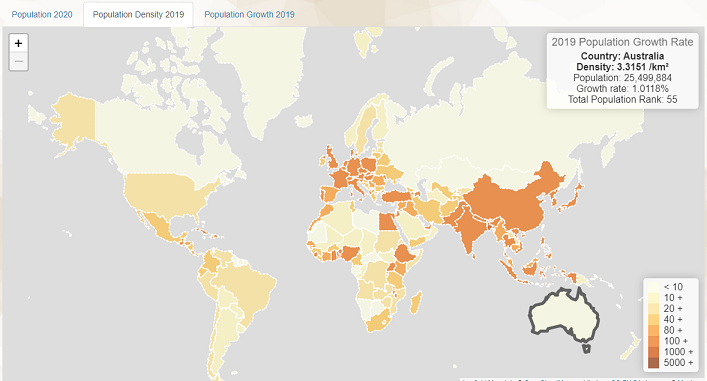 Population 2020
Population Density 2019
Population Growth 2019
+
−
2019 Population Growth Rate
Country: Australia
Density: 3.3151 /km²
Population: 25,499,884
Growth rate: 1.0118%
Total Population Rank: 55
< 10
10 +
20 +
40 +
80 +
100 +
1000 +
5000 +